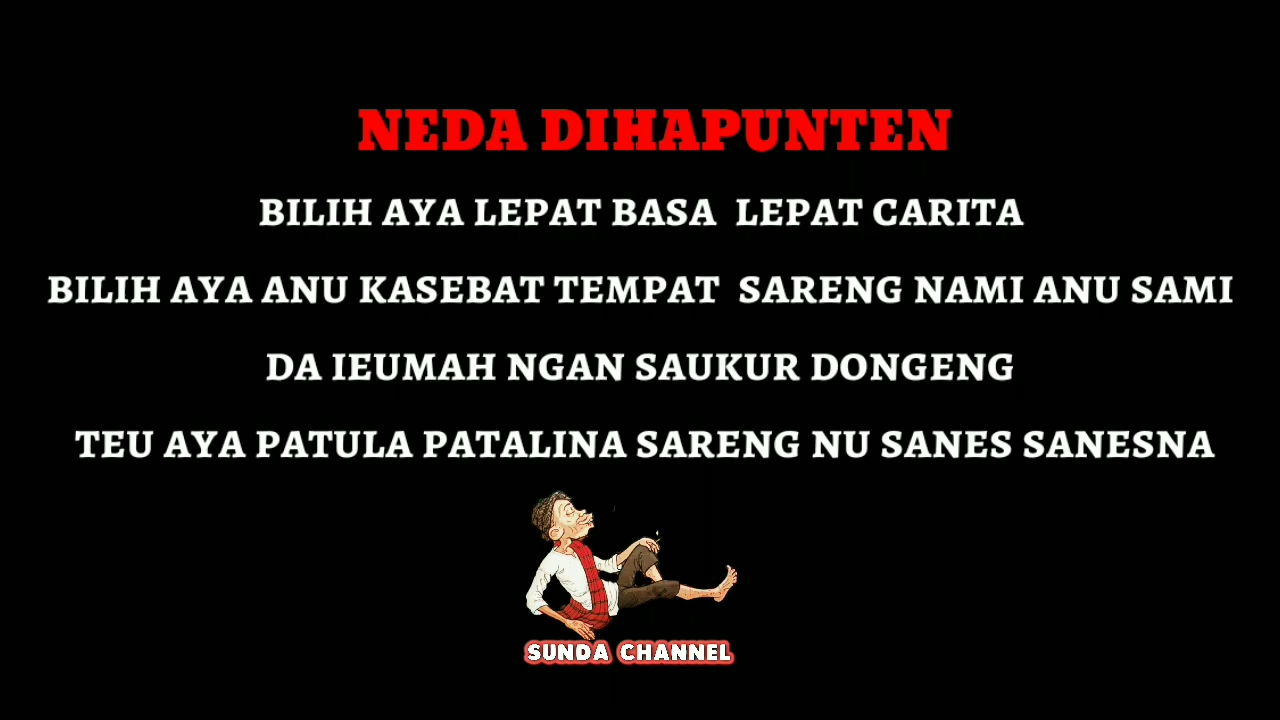 NEDA DIHAPUNTEN
BILIH AYA LEPAT BASA LEPAT CARITA
BILIH AYA ANU KASEBAT TEMPAT SARENG NAMI ANU SAMI
DA IEUMAH NGAN SAUKUR DONGENG
TEU AYA PATULA PATALINA SARENG NU SANES SANESNA
SUNDA CHANNEL